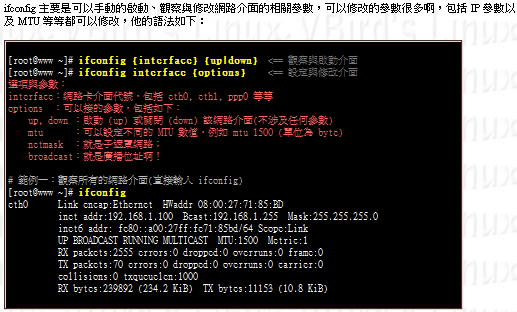 ifconfig 主要是可以手動的啟動、觀察與修改網路介面的相關參數，可以修改的參數很多啊，包括 IP 參數以
及 MTU 等等都可以修改，他的語法如下：
[root@www ~]# ifconfig {interface} {up|down}  <== 觀察與啟動介面
[root@www ~]# ifconfig interface {options}    <== 設定與修改介面
選項與參數：
interface：網路卡介面代號，包括 eth0, eth1, ppp0 等等
options  ：可以接的參數，包括如下：
    up, down ：啟動 (up) 或關閉 (down) 該網路介面(不涉及任何參數)
    mtu      ：可以設定不同的 MTU 數值，例如 mtu 1500 (單位為 byte)
    netmask  ：就是子遮罩網路；
    broadcast：就是廣播位址啊！
# 範例一：觀察所有的網路介面(直接輸入 ifconfig)
[root@www ~]# ifconfig
eth0      Link encap:Ethernet  HWaddr 08:00:27:71:85:BD
          inet addr:192.168.1.100  Bcast:192.168.1.255  Mask:255.255.255.0
          inet6 addr: fe80::a00:27ff:fe71:85bd/64 Scope:Link
          UP BROADCAST RUNNING MULTICAST  MTU:1500  Metric:1
          RX packets:2555 errors:0 dropped:0 overruns:0 frame:0
          TX packets:70 errors:0 dropped:0 overruns:0 carrier:0
          collisions:0 txqueuelen:1000
          RX bytes:239892 (234.2 KiB)  TX bytes:11153 (10.8 KiB)